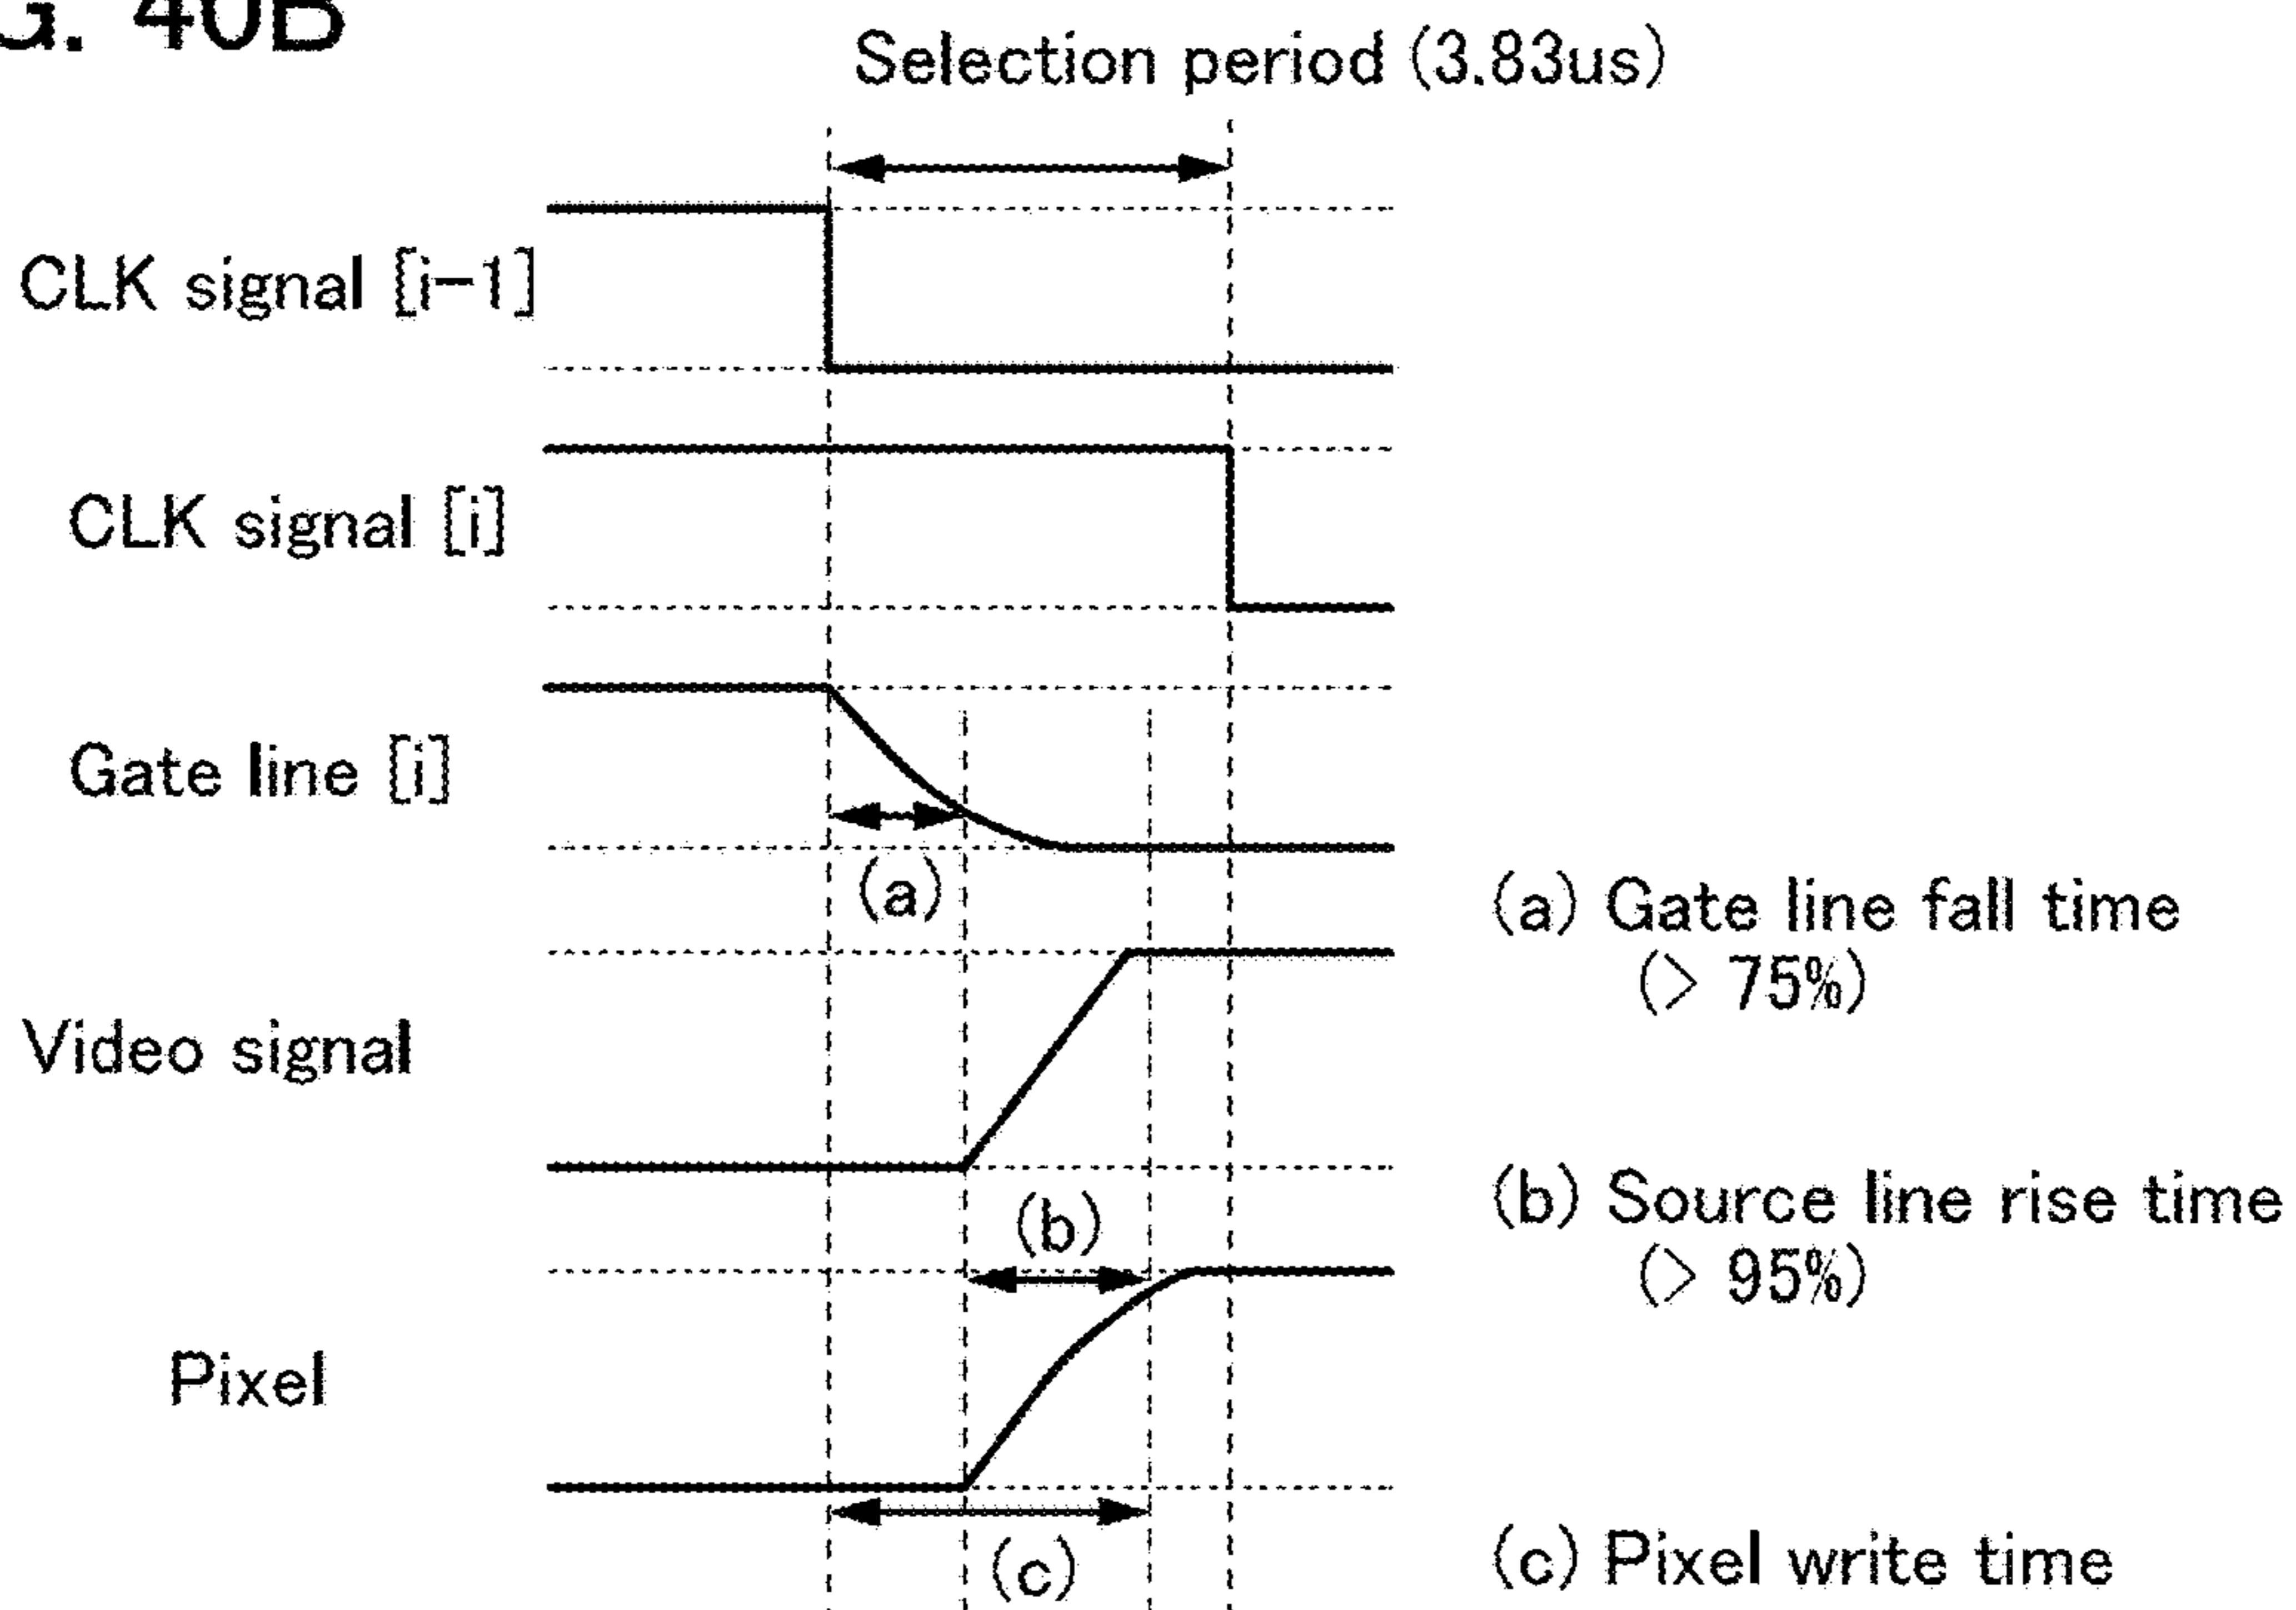 G. 40B
Selection period (3.83us)
CLK signal [i-1]
CLK signal [i]
Gate line [i]
(a)
(a) Gate line fall time
(> 75%)
Video signal
(b)
(b) Source line rise time
(> 95%)
Pixel
(c)
(c) Pixel write time